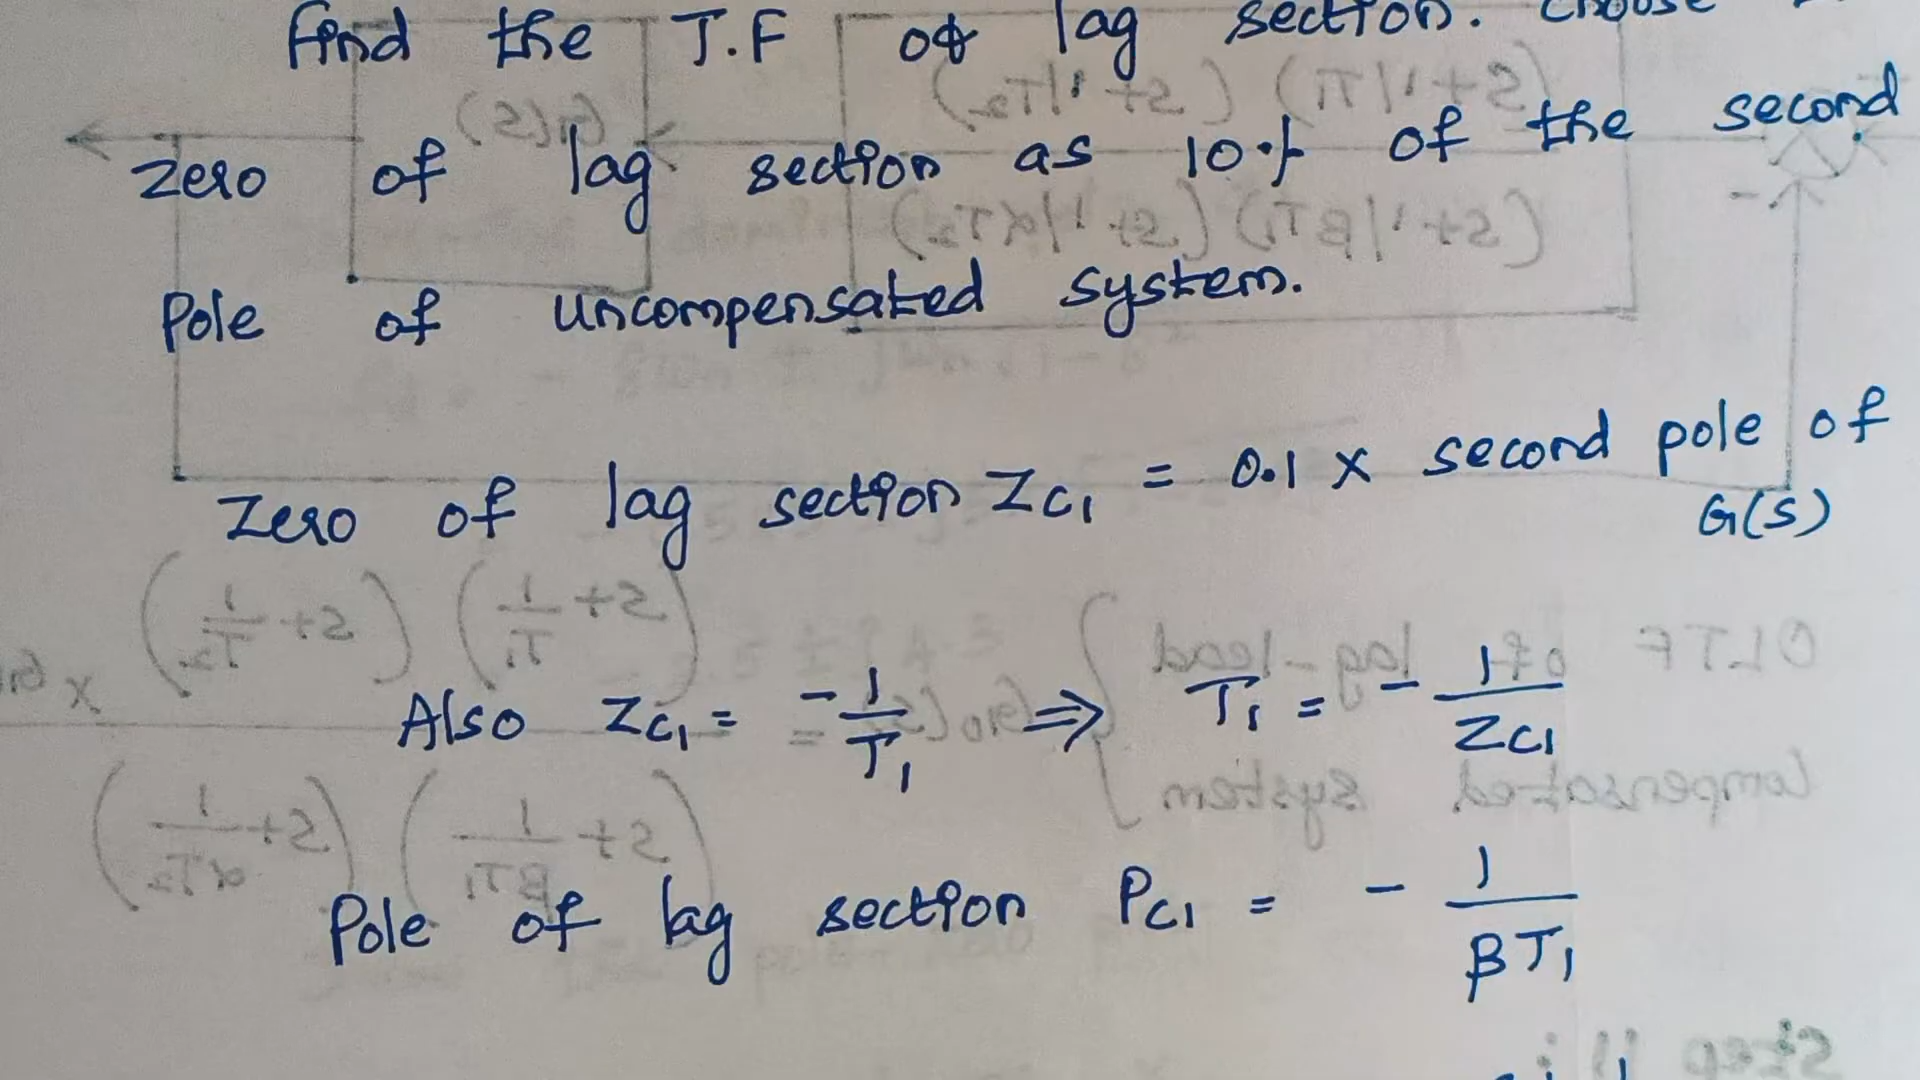 find the T.F of lag section. Choose
zero of lag section as 10% of the second
Pole of uncompensated system.
Zero of lag section Zc1 = 0.1 x second pole of
G(s)
Also Zc1 = -1/T1 ⇒ T1 = -1/Zc1
Pole of lag section Pc1 = -1/βT1